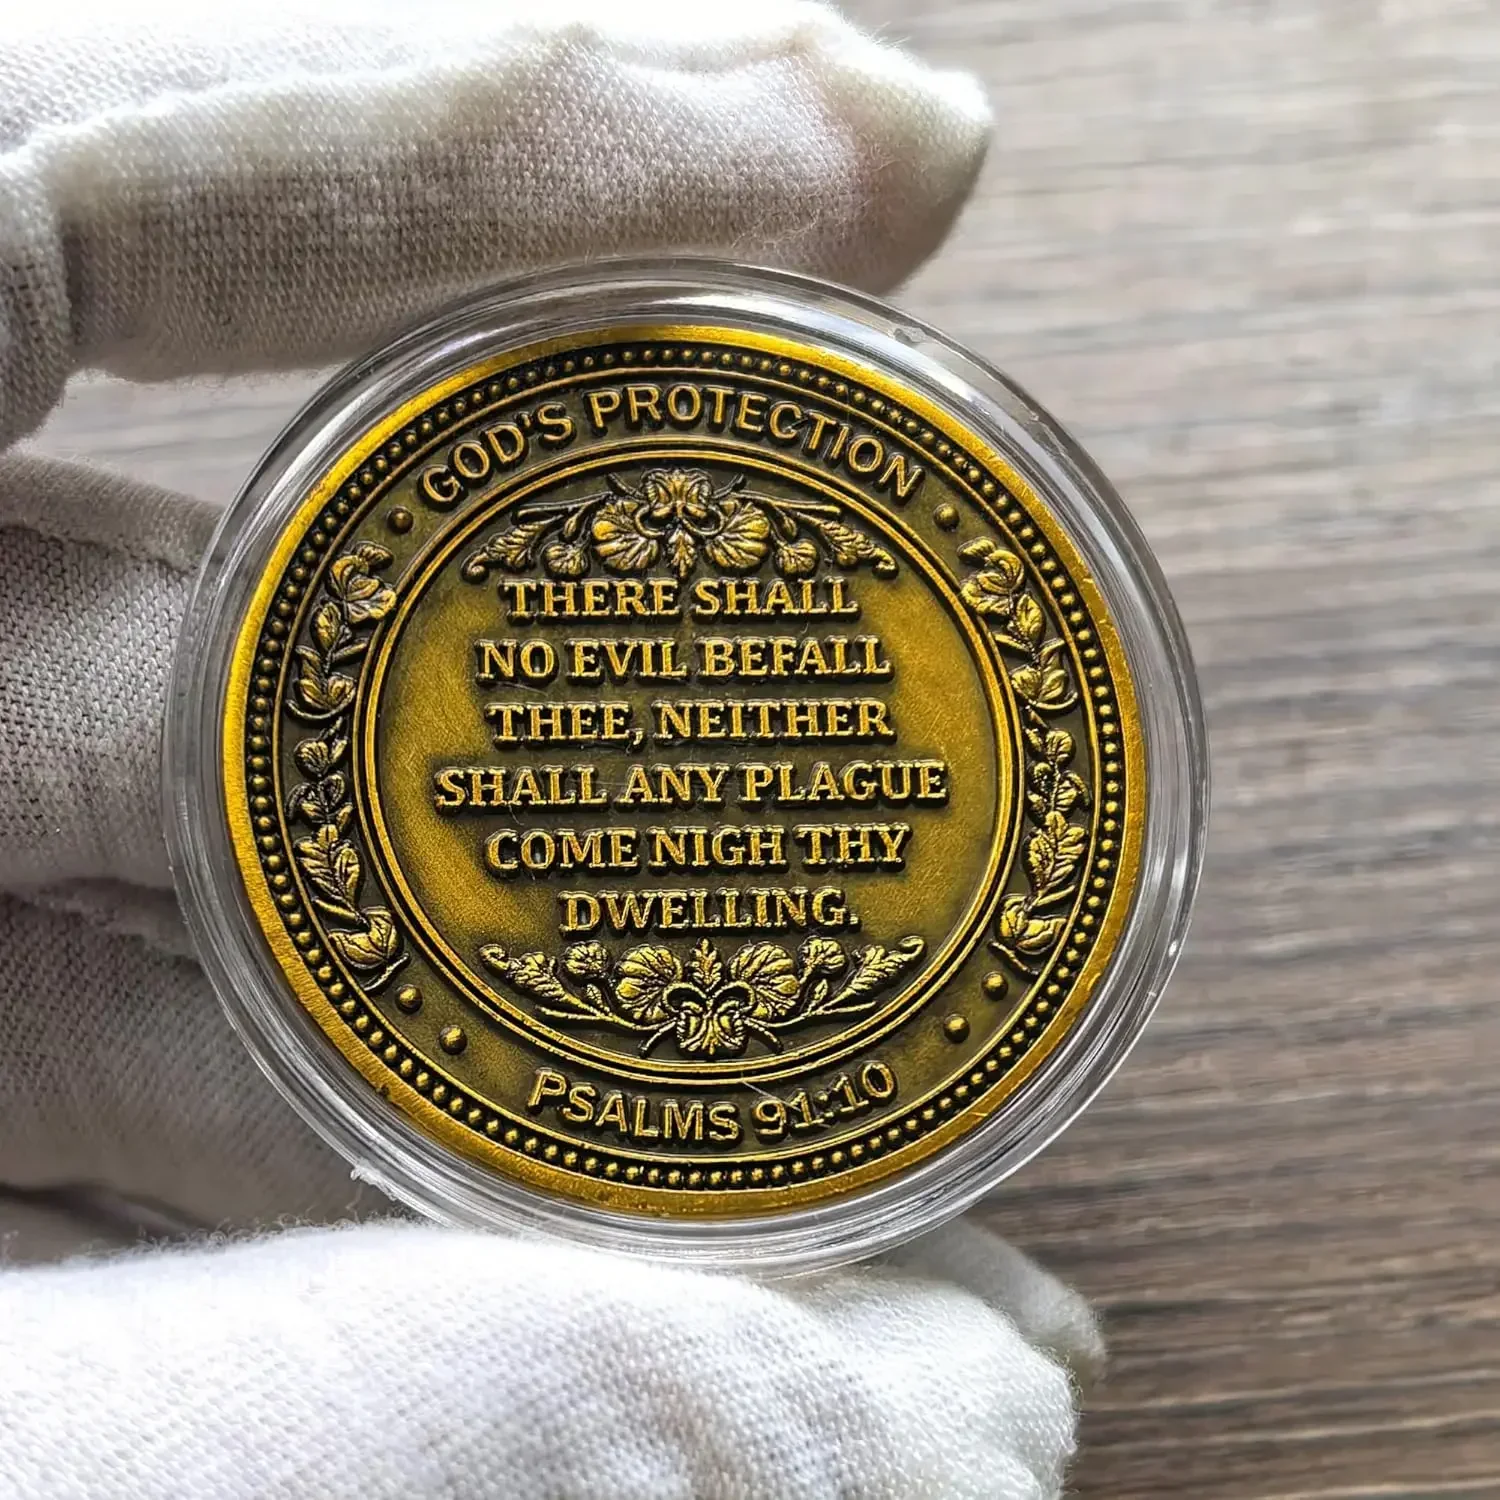 GOD'S PROTECTION
THERE SHALL
NO EVIL BEFALL
THEE, NEITHER
SHALL ANY PLAGUE
COME NIGH THY
DWELLING.
PSALMS 91:10